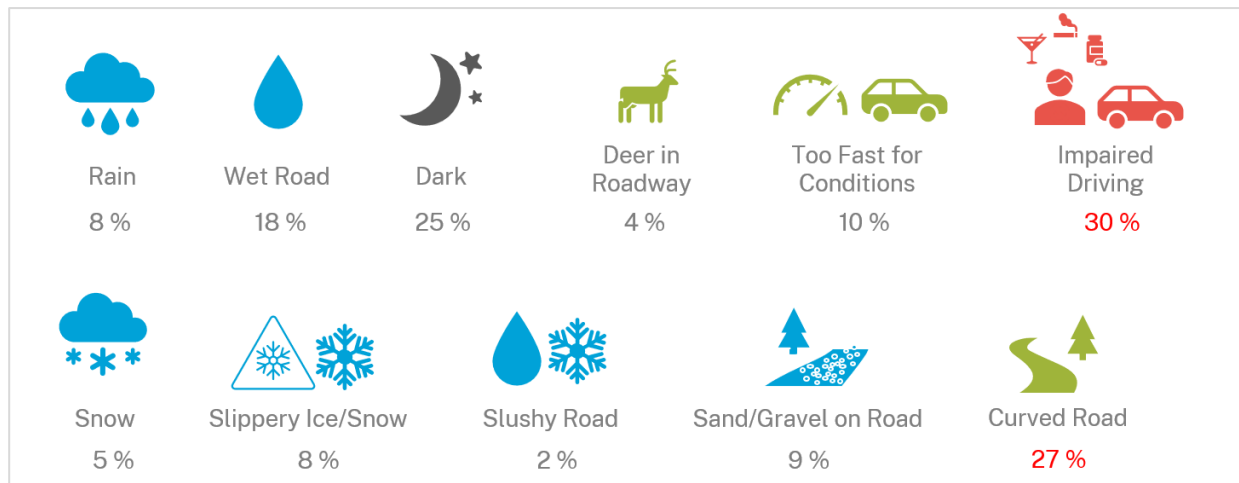 Rain
Wet Road
Dark
Deer in
Roadway
Too Fast for
Conditions
Impaired
Driving
8 %
18 %
25 %
4 %
10 %
30 %
Snow
Slippery Ice/Snow
Slushy Road
Sand/Gravel on Road
Curved Road
5 %
8 %
2 %
9 %
27 %